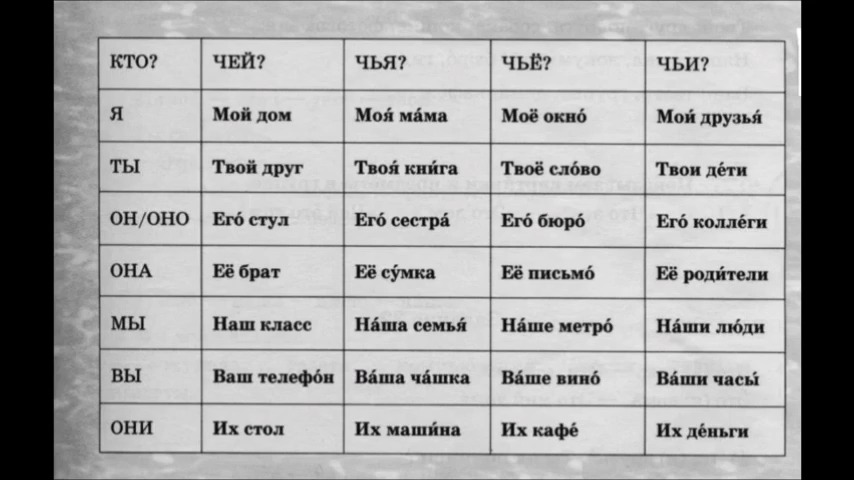 КТО? ЧЕЙ? ЧЬЯ? ЧЬЁ? ЧЬИ?
Я Мой дом Моя́ ма́ма Моё окно́ Мои́ друзья́
ТЫ Твой друг Твоя́ кни́га Твоё сло́во Твои де́ти
ОН/ОНО Его́ стул Его́ сестра́ Его́ бюро́ Его́ колле́ги
ОНА Её брат Её су́мка Её письмо́ Её роди́тели
МЫ Наш класс На́ша семья́ На́ше метро́ На́ши лю́ди
ВЫ Ваш телефо́н Ва́ша ча́шка Ва́ше вино́ Ва́ши часы́
ОНИ Их стол Их маши́на Их кафе́ Их де́ньги